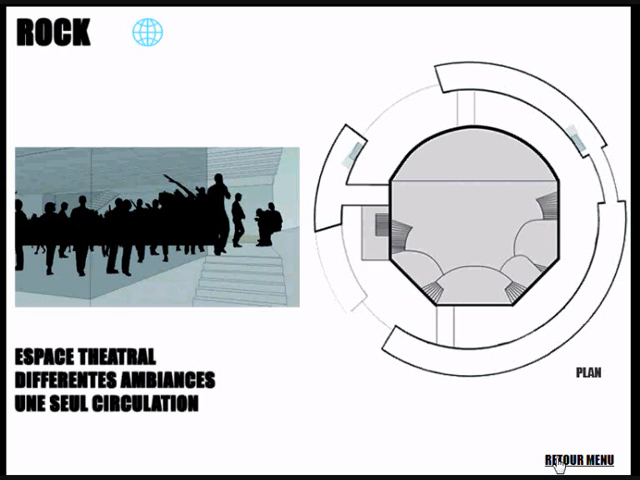 ROCK
ESPACE THEATRAL
DIFFERENTES AMBIANCES
UNE SEUL CIRCULATION
PLAN
RETOUR MENU